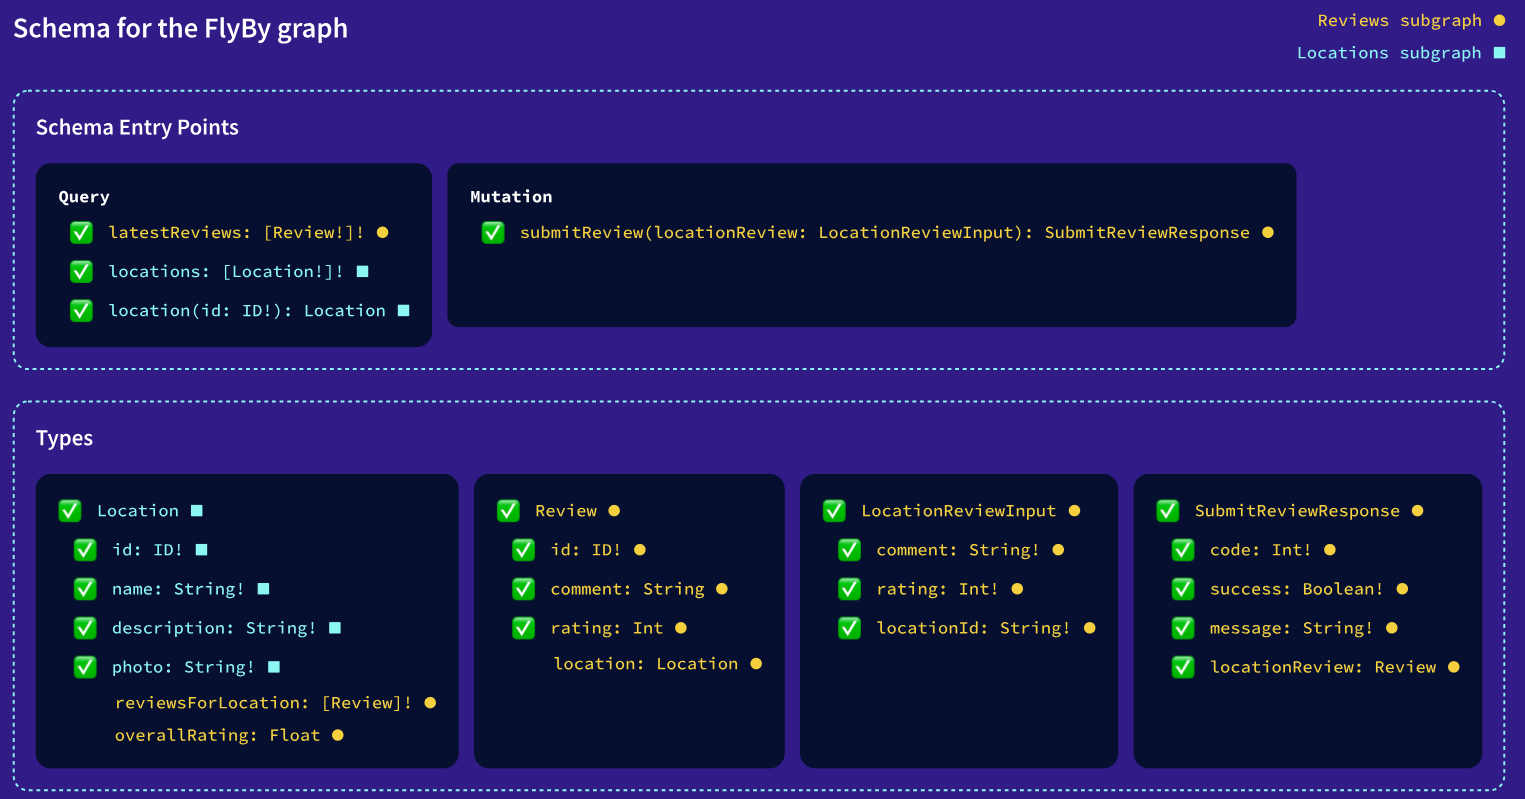 Schema for the FlyBy graph
Reviews subgraph
Locations subgraph
Schema Entry Points
Query
latestReviews: [Review!]!
locations: [Location!]!
location(id: ID!): Location
Mutation
submitReview(locationReview: LocationReviewInput): SubmitReviewResponse
Types
Location
id: ID!
name: String!
description: String!
photo: String!
reviewsForLocation: [Review]!
overallRating: Float
Review
id: ID!
comment: String
rating: Int
location: Location
LocationReviewInput
comment: String!
rating: Int!
locationId: String!
SubmitReviewResponse
code: Int!
success: Boolean!
message: String!
locationReview: Review